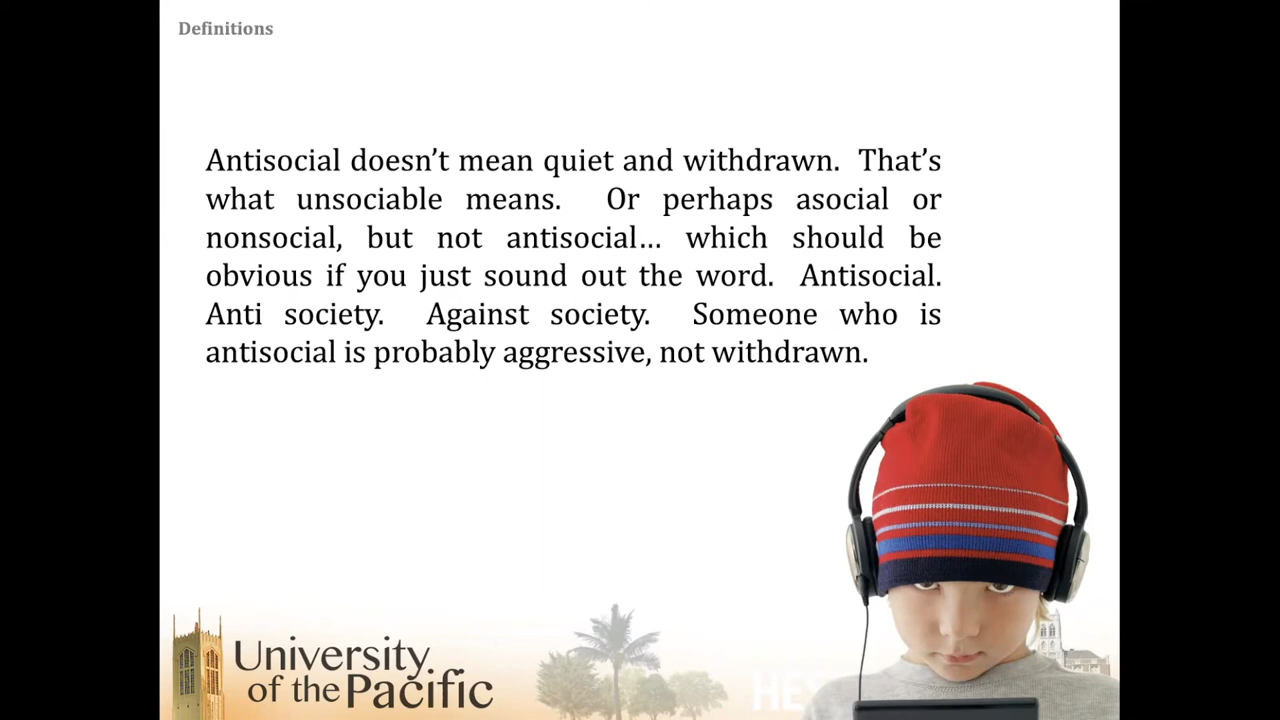 Definitions
Antisocial doesn’t mean quiet and withdrawn.  That’s
what unsociable means.  Or perhaps asocial or
nonsocial, but not antisocial… which should be
obvious if you just sound out the word.  Antisocial.
Anti society.  Against society.  Someone who is
antisocial is probably aggressive, not withdrawn.
University
of the Pacific